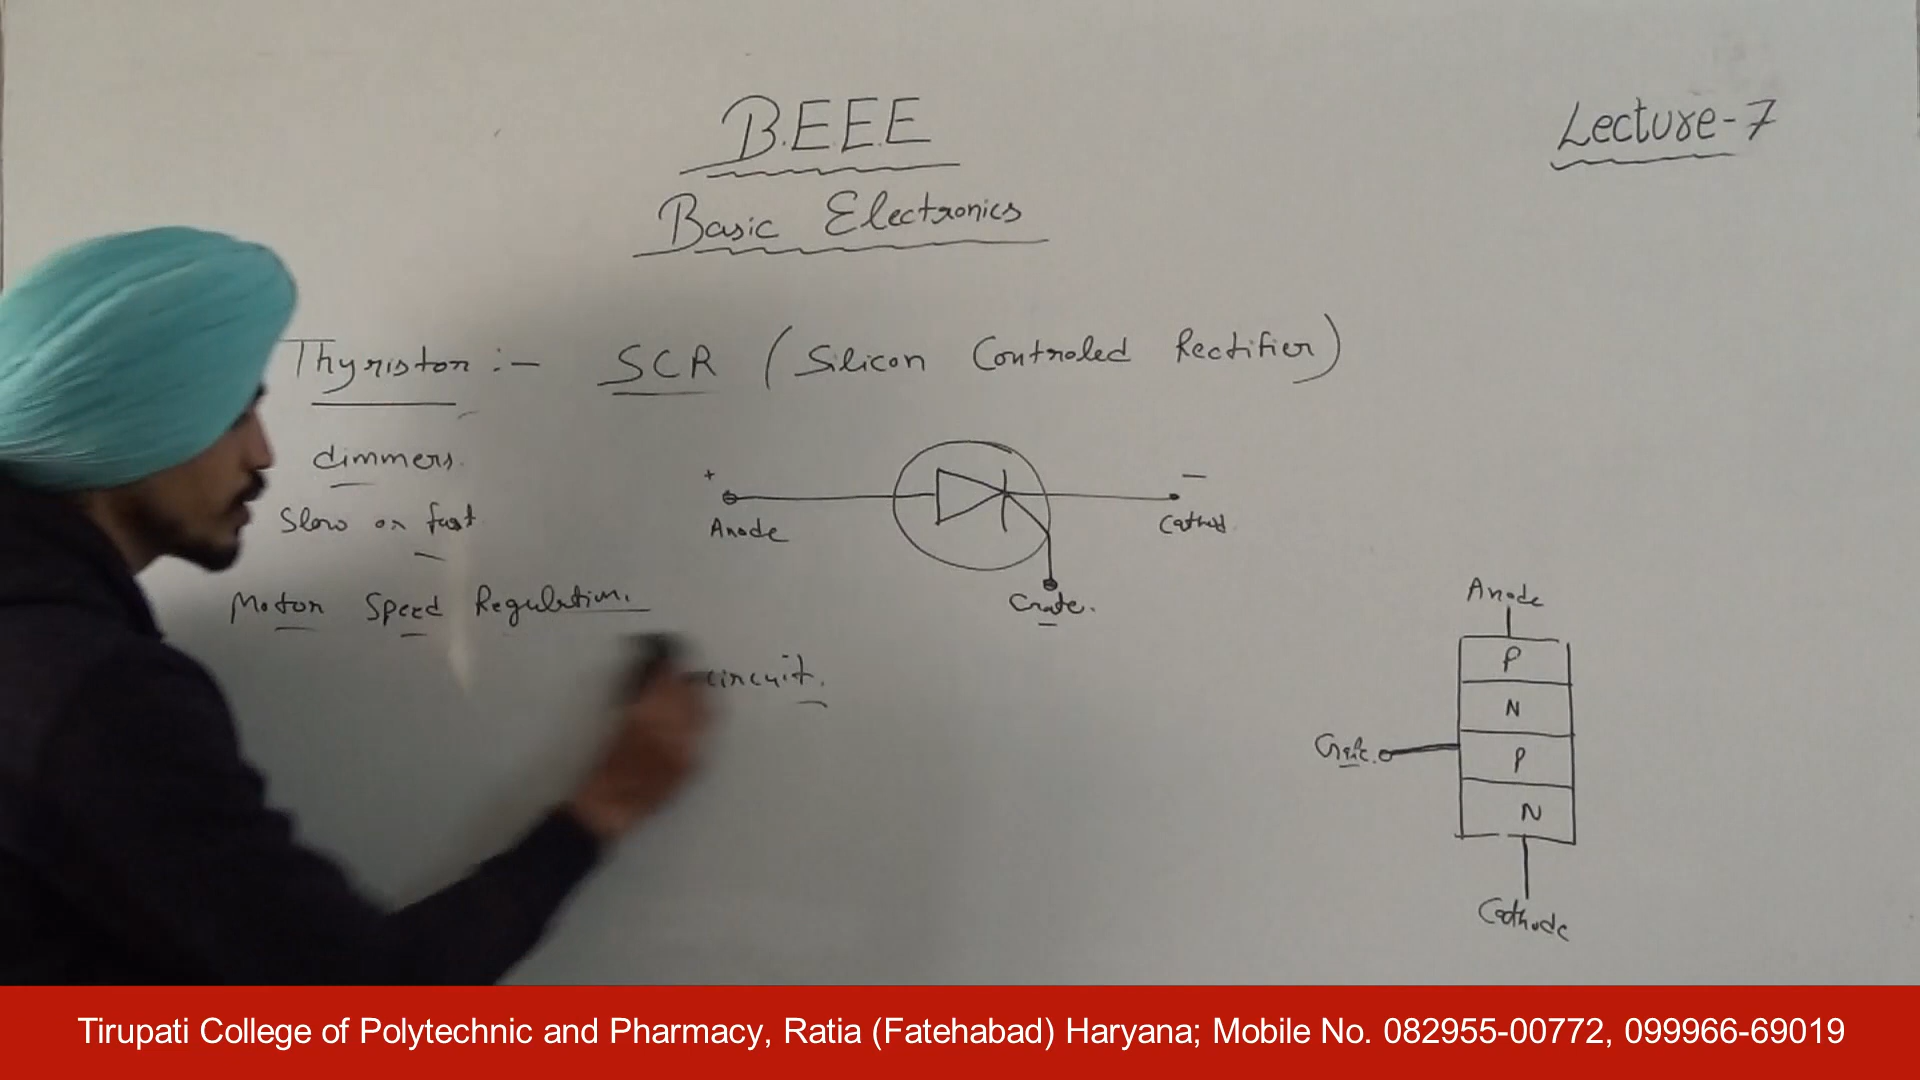 B.E.E.E
Lecture-7
Basic Electronics
Thyristor :- SCR (Silicon Controled Rectifier)
dimmers.
Slow or fast
Motor Speed Regulation.
circuit.
+
-
Anode
Cathod
Gate.
Anode
P
N
Gate.
P
N
Cathode
Tirupati College of Polytechnic and Pharmacy, Ratia (Fatehabad) Haryana; Mobile No. 082955-00772, 099966-69019